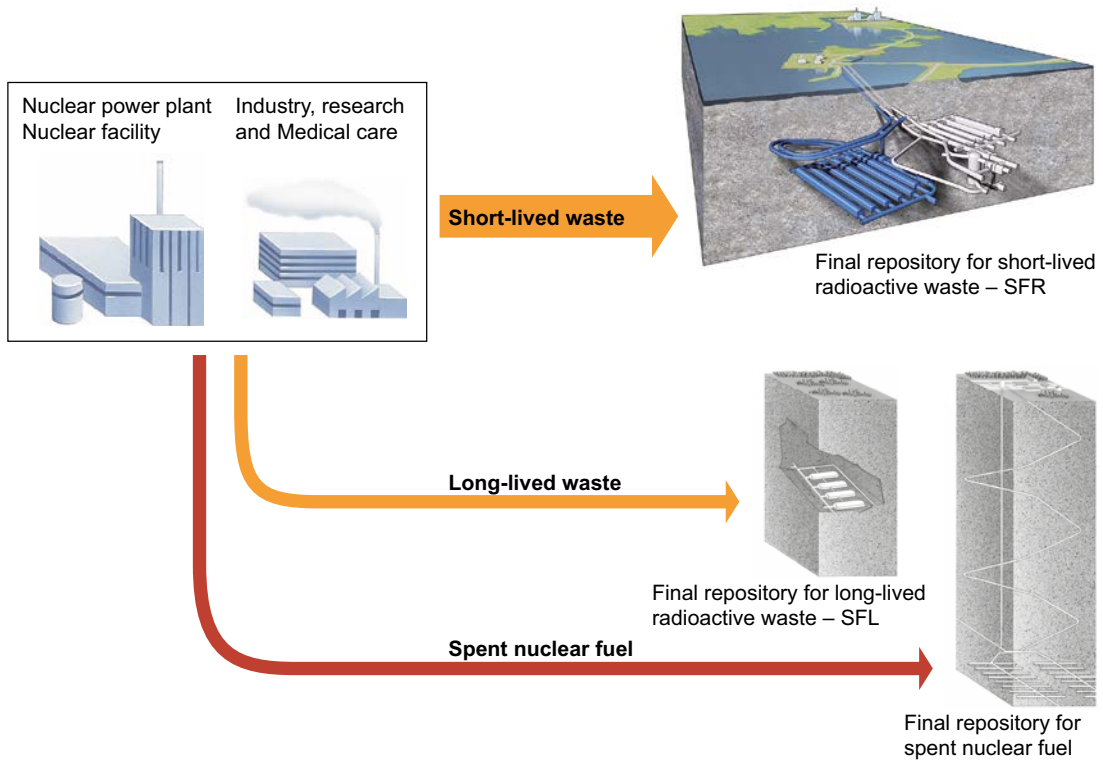 Nuclear power plant
Nuclear facility
Industry, research
and Medical care
Short-lived waste
Final repository for short-lived
radioactive waste – SFR
Long-lived waste
Final repository for long-lived
radioactive waste – SFL
Spent nuclear fuel
Final repository for
spent nuclear fuel